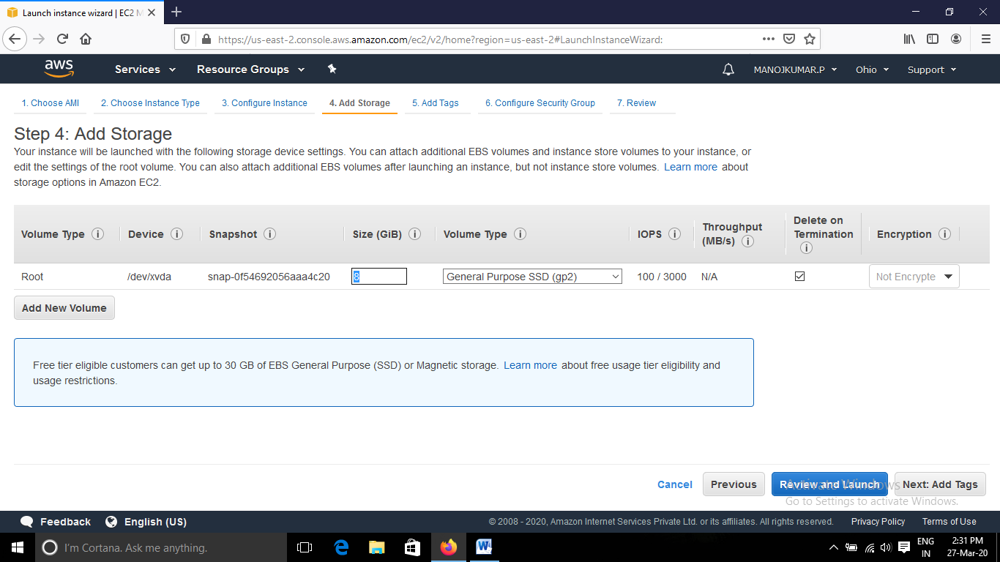 Launch instance wizard | EC2 M
https://us-east-2.console.aws.amazon.com/ec2/v2/home?region=us-east-2#LaunchInstanceWizard:
aws
Services
Resource Groups
MANOJKUMAR.P
Ohio
Support
1. Choose AMI
2. Choose Instance Type
3. Configure Instance
4. Add Storage
5. Add Tags
6. Configure Security Group
7. Review
Step 4: Add Storage
Your instance will be launched with the following storage device settings. You can attach additional EBS volumes and instance store volumes to your instance, or
edit the settings of the root volume. You can also attach additional EBS volumes after launching an instance, but not instance store volumes. Learn more about
storage options in Amazon EC2.
Volume Type
Device
Snapshot
Size (GiB)
Volume Type
IOPS
Throughput
(MB/s)
Delete on
Termination
Encryption
Root
/dev/xvda
snap-0f54692056aaa4c20
8
General Purpose SSD (gp2)
100 / 3000
N/A
Not Encrypte
Add New Volume
Free tier eligible customers can get up to 30 GB of EBS General Purpose (SSD) or Magnetic storage. Learn more about free usage tier eligibility and
usage restrictions.
Cancel
Previous
Review and Launch
Next: Add Tags
Activate Windows
Go to Settings to activate Windows.
Feedback
English (US)
© 2008 - 2020, Amazon Internet Services Private Ltd. or its affiliates. All rights reserved.
Privacy Policy
Terms of Use
I'm Cortana. Ask me anything.
ENG
IN
2:31 PM
27-Mar-20